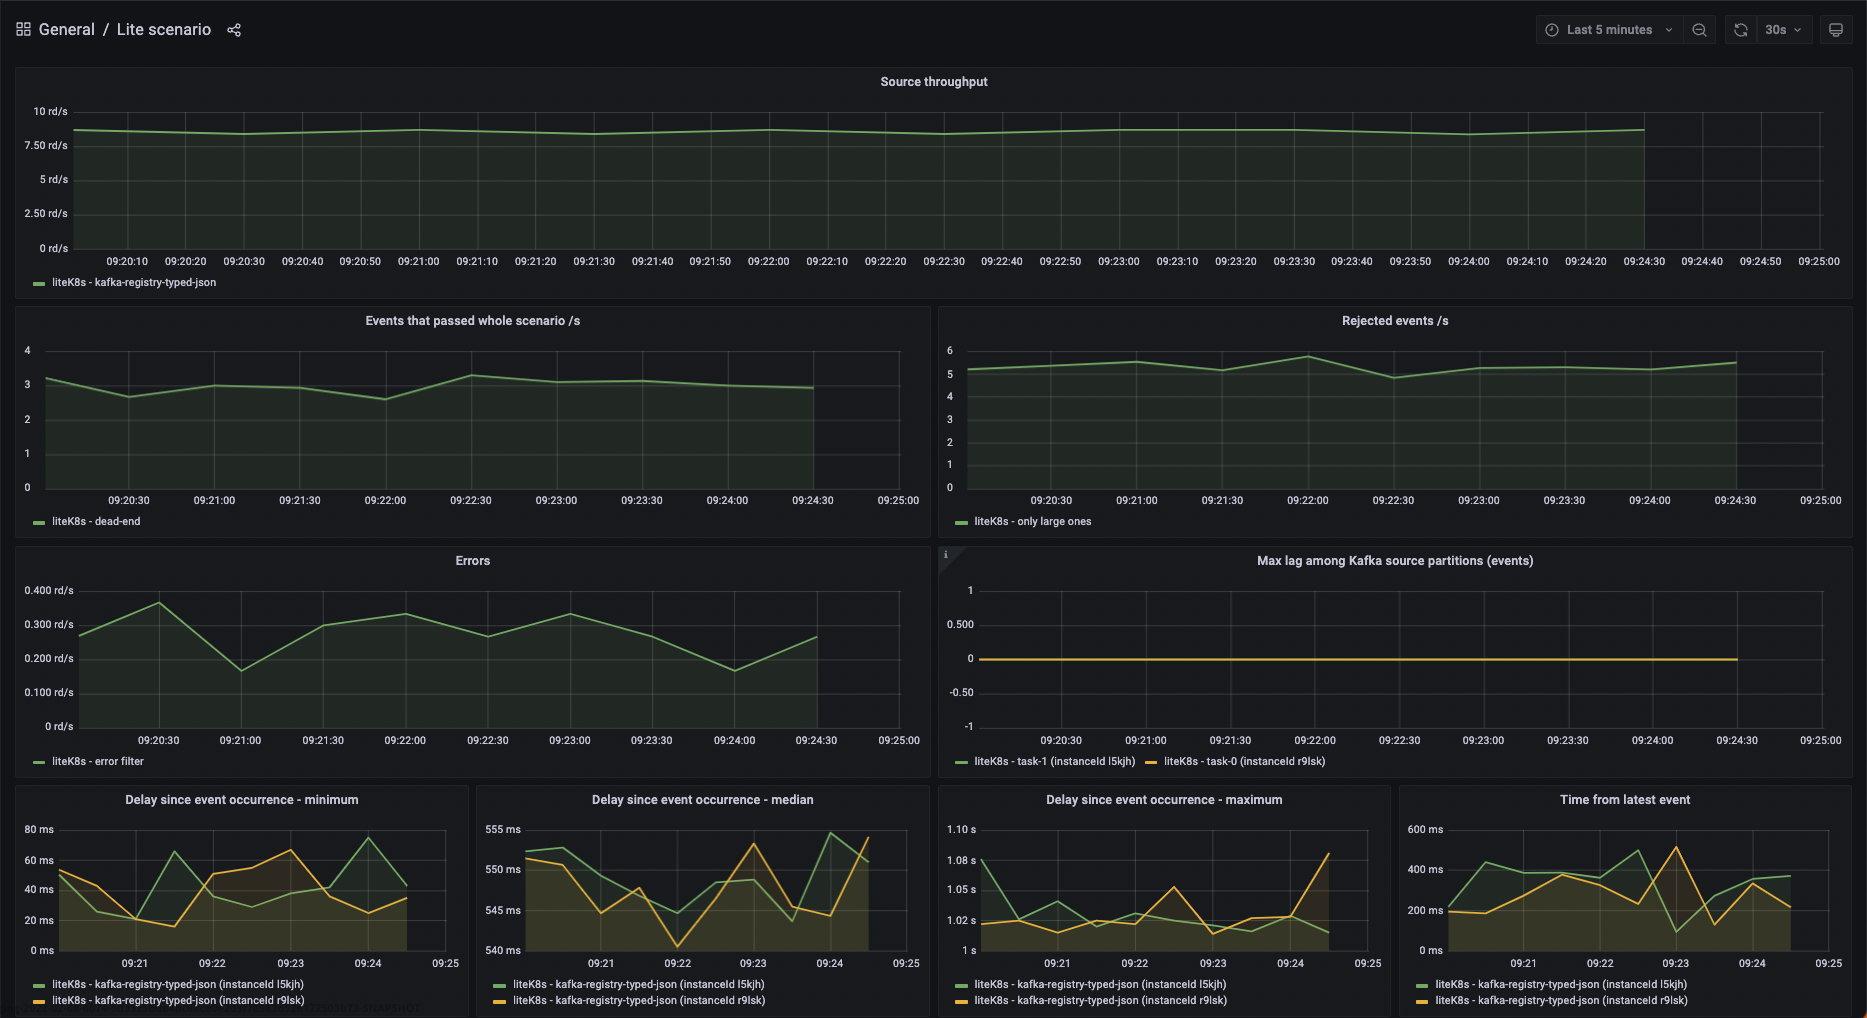 General / Lite scenario
Last 5 minutes
30s
Source throughput
10 rd/s
7.50 rd/s
5 rd/s
2.50 rd/s
0 rd/s
09:20:10 09:20:20 09:20:30 09:20:40 09:20:50 09:21:00 09:21:10 09:21:20 09:21:30 09:21:40 09:21:50 09:22:00 09:22:10 09:22:20 09:22:30 09:22:40 09:22:50 09:23:00 09:23:10 09:23:20 09:23:30 09:23:40 09:23:50 09:24:00 09:24:10 09:24:20 09:24:30 09:24:40 09:24:50 09:25:00
liteK8s - kafka-registry-typed-json
Events that passed whole scenario /s
4
3
2
1
0
09:20:30 09:21:00 09:21:30 09:22:00 09:22:30 09:23:00 09:23:30 09:24:00 09:24:30 09:25:00
liteK8s - dead-end
Rejected events /s
6
5
4
3
2
1
0
09:20:30 09:21:00 09:21:30 09:22:00 09:22:30 09:23:00 09:23:30 09:24:00 09:24:30 09:25:00
liteK8s - only large ones
Errors
0.400 rd/s
0.300 rd/s
0.200 rd/s
0.100 rd/s
0 rd/s
09:20:30 09:21:00 09:21:30 09:22:00 09:22:30 09:23:00 09:23:30 09:24:00 09:24:30 09:25:00
liteK8s - error filter
i
Max lag among Kafka source partitions (events)
1
0.500
0
-0.50
-1
09:20:30 09:21:00 09:21:30 09:22:00 09:22:30 09:23:00 09:23:30 09:24:00 09:24:30 09:25:00
liteK8s - task-1 (instanceId l5kjh) liteK8s - task-0 (instanceId r9lsk)
Delay since event occurrence - minimum
80 ms
60 ms
40 ms
20 ms
0 ms
09:21 09:22 09:23 09:24 09:25
liteK8s - kafka-registry-typed-json (instanceId l5kjh)
liteK8s - kafka-registry-typed-json (instanceId r9lsk)
Delay since event occurrence - median
555 ms
550 ms
545 ms
540 ms
09:21 09:22 09:23 09:24 09:25
liteK8s - kafka-registry-typed-json (instanceId l5kjh)
liteK8s - kafka-registry-typed-json (instanceId r9lsk)
Delay since event occurrence - maximum
1.10 s
1.08 s
1.05 s
1.02 s
1 s
09:21 09:22 09:23 09:24 09:25
liteK8s - kafka-registry-typed-json (instanceId l5kjh)
liteK8s - kafka-registry-typed-json (instanceId r9lsk)
Time from latest event
600 ms
400 ms
200 ms
0 ms
09:21 09:22 09:23 09:24 09:25
liteK8s - kafka-registry-typed-json (instanceId l5kjh)
liteK8s - kafka-registry-typed-json (instanceId r9lsk)